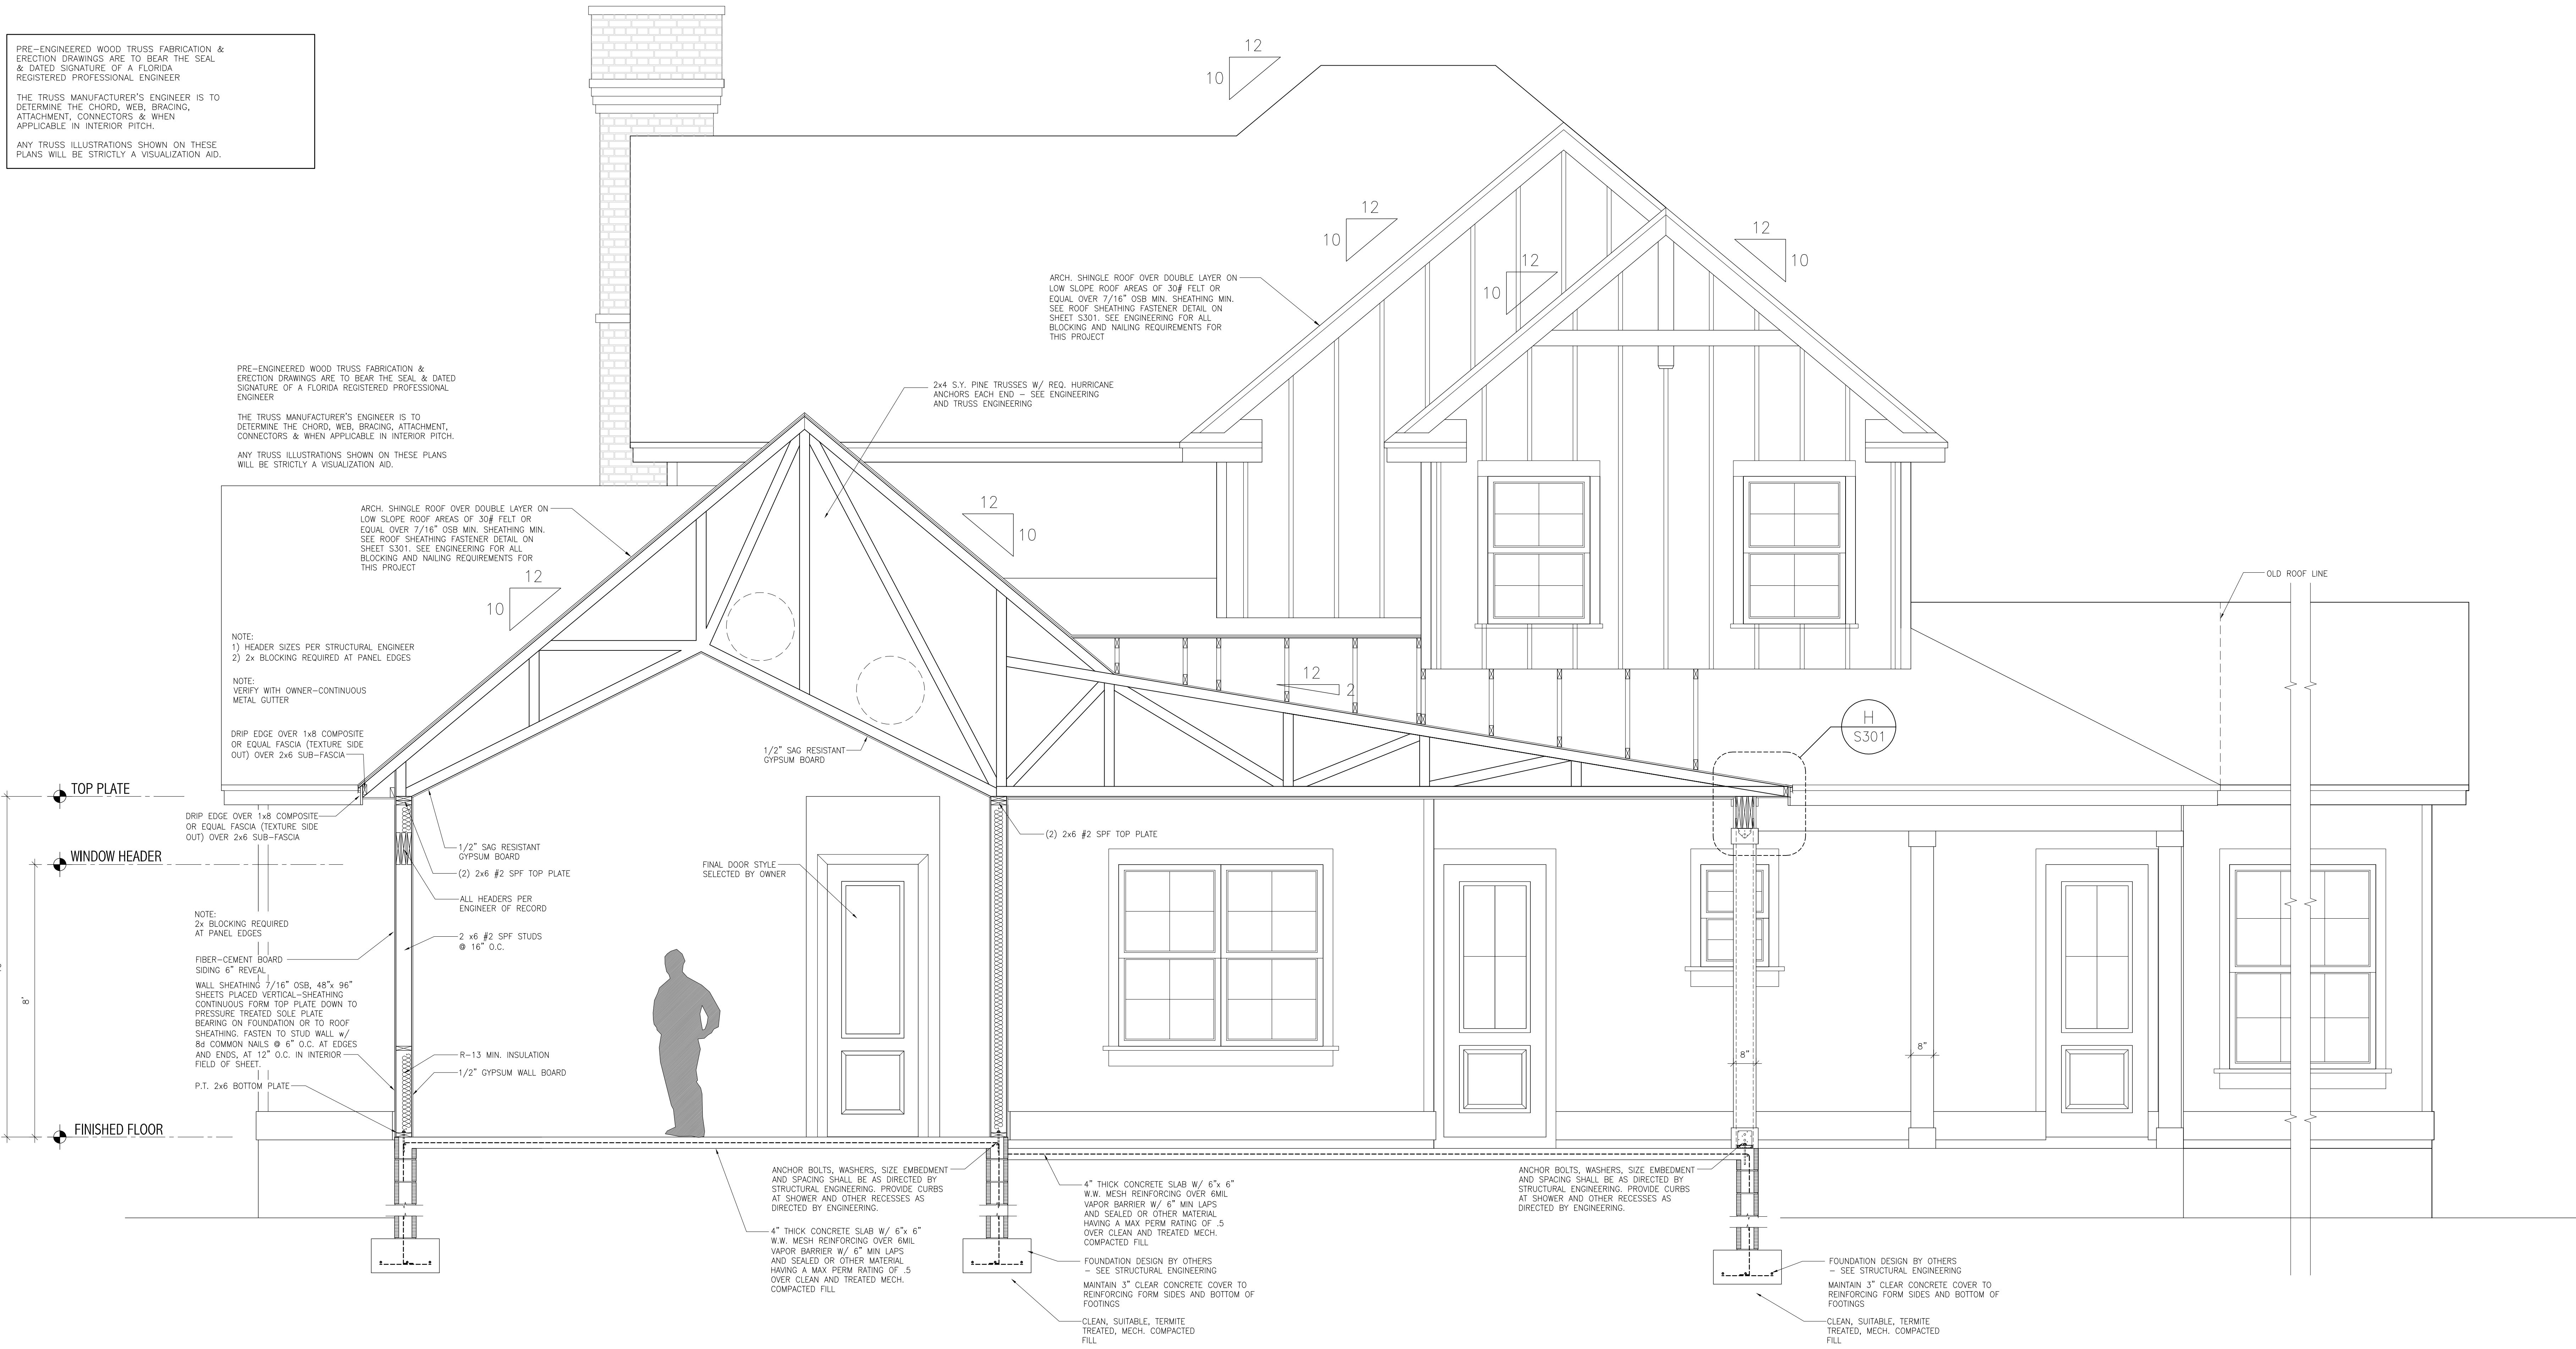 PRE-ENGINEERED WOOD TRUSS FABRICATION &
ERECTION DRAWINGS ARE TO BEAR THE SEAL
& DATED SIGNATURE OF A FLORIDA
REGISTERED PROFESSIONAL ENGINEER
THE TRUSS MANUFACTURER'S ENGINEER IS TO
DETERMINE THE CHORD, WEB, BRACING,
ATTACHMENT, CONNECTORS & WHEN
APPLICABLE IN INTERIOR PITCH.
ANY TRUSS ILLUSTRATIONS SHOWN ON THESE
PLANS WILL BE STRICTLY A VISUALIZATION AID.
12
10
12
10
12
10
12
10
ARCH. SHINGLE ROOF OVER DOUBLE LAYER ON
LOW SLOPE ROOF AREAS OF 30# FELT OR
EQUAL OVER 7/16" OSB MIN. SHEATHING MIN.
SEE ROOF SHEATHING FASTENER DETAIL ON
SHEET S301. SEE ENGINEERING FOR ALL
BLOCKING AND NAILING REQUIREMENTS FOR
THIS PROJECT
PRE-ENGINEERED WOOD TRUSS FABRICATION &
ERECTION DRAWINGS ARE TO BEAR THE SEAL & DATED
SIGNATURE OF A FLORIDA REGISTERED PROFESSIONAL
ENGINEER
THE TRUSS MANUFACTURER'S ENGINEER IS TO
DETERMINE THE CHORD, WEB, BRACING, ATTACHMENT,
CONNECTORS & WHEN APPLICABLE IN INTERIOR PITCH.
ANY TRUSS ILLUSTRATIONS SHOWN ON THESE PLANS
WILL BE STRICTLY A VISUALIZATION AID.
2x4 S.Y. PINE TRUSSES W/ REQ. HURRICANE
ANCHORS EACH END - SEE ENGINEERING
AND TRUSS ENGINEERING
ARCH. SHINGLE ROOF OVER DOUBLE LAYER ON
LOW SLOPE ROOF AREAS OF 30# FELT OR
EQUAL OVER 7/16" OSB MIN. SHEATHING MIN.
SEE ROOF SHEATHING FASTENER DETAIL ON
SHEET S301. SEE ENGINEERING FOR ALL
BLOCKING AND NAILING REQUIREMENTS FOR
THIS PROJECT
12
10
12
10
OLD ROOF LINE
NOTE:
1) HEADER SIZES PER STRUCTURAL ENGINEER
2) 2x BLOCKING REQUIRED AT PANEL EDGES
NOTE:
VERIFY WITH OWNER-CONTINUOUS
METAL GUTTER
DRIP EDGE OVER 1x8 COMPOSITE
OR EQUAL FASCIA (TEXTURE SIDE
OUT) OVER 2x6 SUB-FASCIA
12
2
H
S301
1/2" SAG RESISTANT
GYPSUM BOARD
TOP PLATE
DRIP EDGE OVER 1x8 COMPOSITE
OR EQUAL FASCIA (TEXTURE SIDE
OUT) OVER 2x6 SUB-FASCIA
WINDOW HEADER
1/2" SAG RESISTANT
GYPSUM BOARD
(2) 2x6 #2 SPF TOP PLATE
ALL HEADERS PER
ENGINEER OF RECORD
(2) 2x6 #2 SPF TOP PLATE
FINAL DOOR STYLE
SELECTED BY OWNER
NOTE:
2x BLOCKING REQUIRED
AT PANEL EDGES
2 x6 #2 SPF STUDS
@ 16" O.C.
FIBER-CEMENT BOARD
SIDING 6" REVEAL
WALL SHEATHING 7/16" OSB, 48"x 96"
SHEETS PLACED VERTICAL-SHEATHING
CONTINUOUS FORM TOP PLATE DOWN TO
PRESSURE TREATED SOLE PLATE
BEARING ON FOUNDATION OR TO ROOF
SHEATHING. FASTEN TO STUD WALL w/
8d COMMON NAILS @ 6" O.C. AT EDGES
AND ENDS, AT 12" O.C. IN INTERIOR
FIELD OF SHEET.
P.T. 2x6 BOTTOM PLATE
8'
R-13 MIN. INSULATION
1/2" GYPSUM WALL BOARD
8"
8"
FINISHED FLOOR
ANCHOR BOLTS, WASHERS, SIZE EMBEDMENT
AND SPACING SHALL BE AS DIRECTED BY
STRUCTURAL ENGINEERING. PROVIDE CURBS
AT SHOWER AND OTHER RECESSES AS
DIRECTED BY ENGINEERING.
4" THICK CONCRETE SLAB W/ 6"x 6"
W.W. MESH REINFORCING OVER 6MIL
VAPOR BARRIER W/ 6" MIN LAPS
AND SEALED OR OTHER MATERIAL
HAVING A MAX PERM RATING OF .5
OVER CLEAN AND TREATED MECH.
COMPACTED FILL
4" THICK CONCRETE SLAB W/ 6"x 6"
W.W. MESH REINFORCING OVER 6MIL
VAPOR BARRIER W/ 6" MIN LAPS
AND SEALED OR OTHER MATERIAL
HAVING A MAX PERM RATING OF .5
OVER CLEAN AND TREATED MECH.
COMPACTED FILL
FOUNDATION DESIGN BY OTHERS
- SEE STRUCTURAL ENGINEERING
MAINTAIN 3" CLEAR CONCRETE COVER TO
REINFORCING FORM SIDES AND BOTTOM OF
FOOTINGS
CLEAN, SUITABLE, TERMITE
TREATED, MECH. COMPACTED
FILL
ANCHOR BOLTS, WASHERS, SIZE EMBEDMENT
AND SPACING SHALL BE AS DIRECTED BY
STRUCTURAL ENGINEERING. PROVIDE CURBS
AT SHOWER AND OTHER RECESSES AS
DIRECTED BY ENGINEERING.
FOUNDATION DESIGN BY OTHERS
- SEE STRUCTURAL ENGINEERING
MAINTAIN 3" CLEAR CONCRETE COVER TO
REINFORCING FORM SIDES AND BOTTOM OF
FOOTINGS
CLEAN, SUITABLE, TERMITE
TREATED, MECH. COMPACTED
FILL